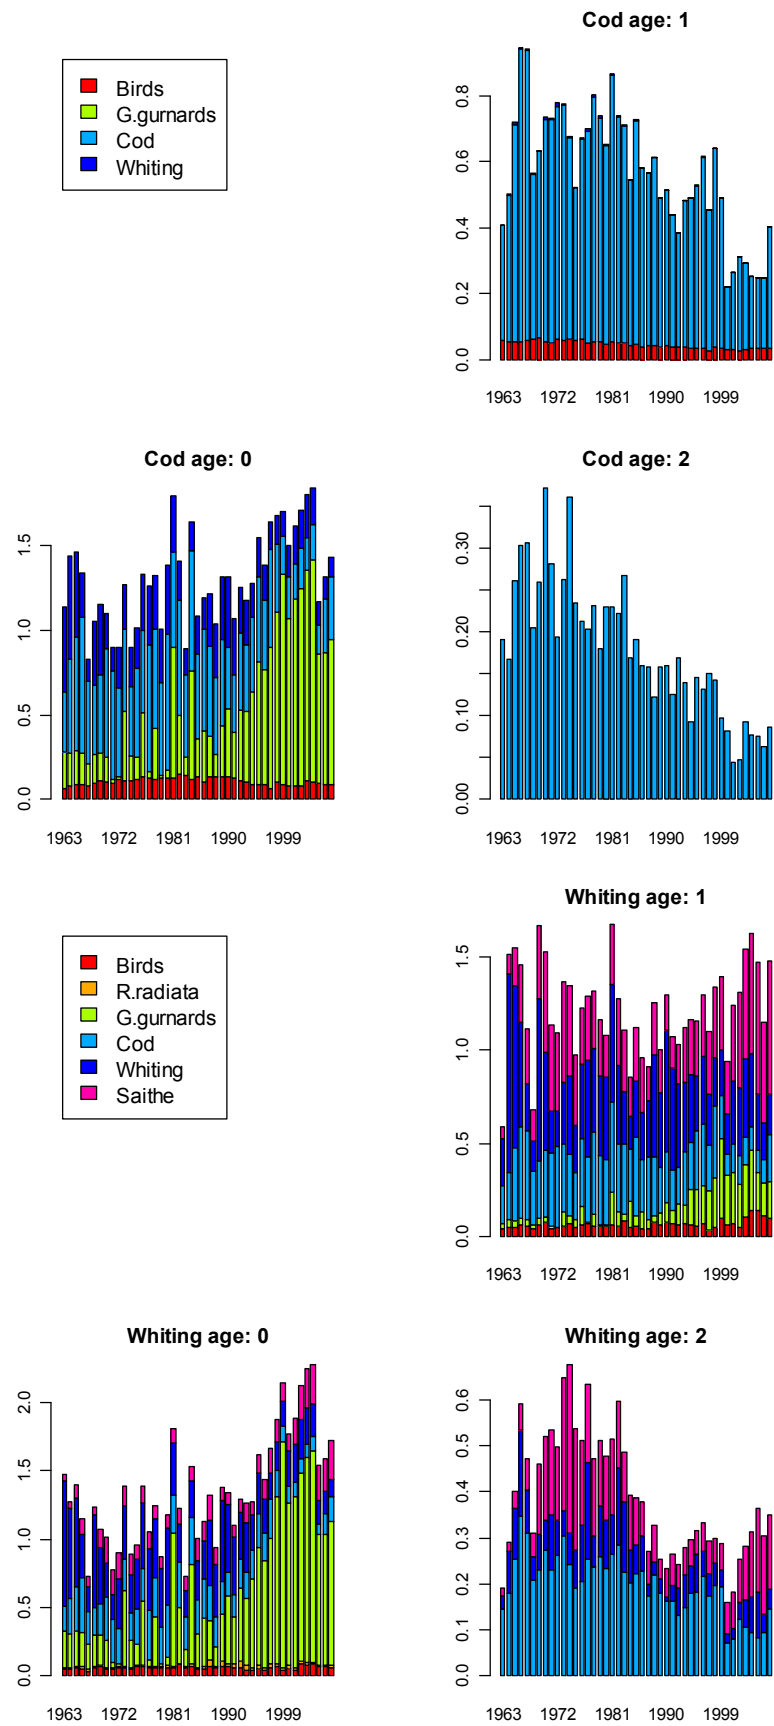 Cod age: 1
Birds
G.gurnards
Cod
Whiting
0.0 0.2 0.4 0.6 0.8
1963 1972 1981 1990 1999
Cod age: 0
0.0 0.5 1.0 1.5
1963 1972 1981 1990 1999
Cod age: 2
0.00 0.10 0.20 0.30
1963 1972 1981 1990 1999
Whiting age: 1
Birds
R.radiata
G.gurnards
Cod
Whiting
Saithe
0.0 0.5 1.0 1.5
1963 1972 1981 1990 1999
Whiting age: 0
0.0 0.5 1.0 1.5 2.0
1963 1972 1981 1990 1999
Whiting age: 2
0.0 0.1 0.2 0.3 0.4 0.5 0.6
1963 1972 1981 1990 1999